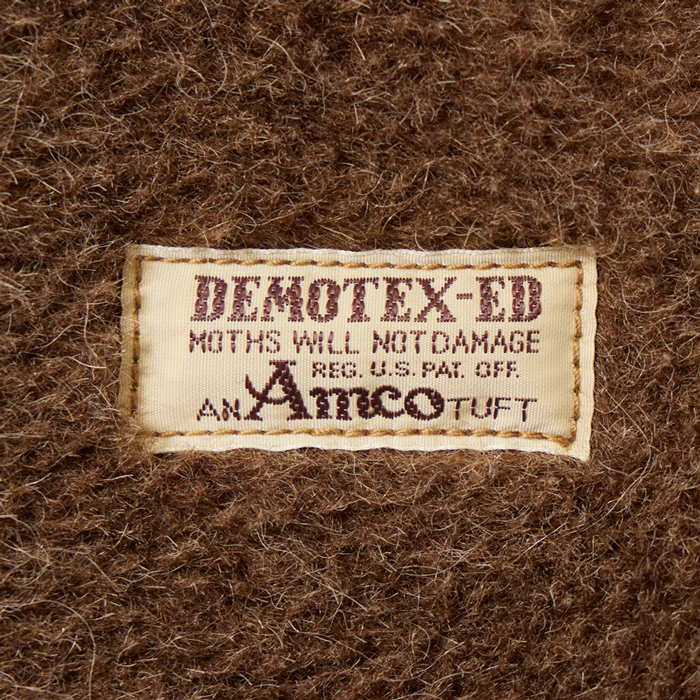 DEMOTEX-ED
MOTHS WILL NOT DAMAGE
REG. U.S. PAT. OFF.
AN Amco TUFT